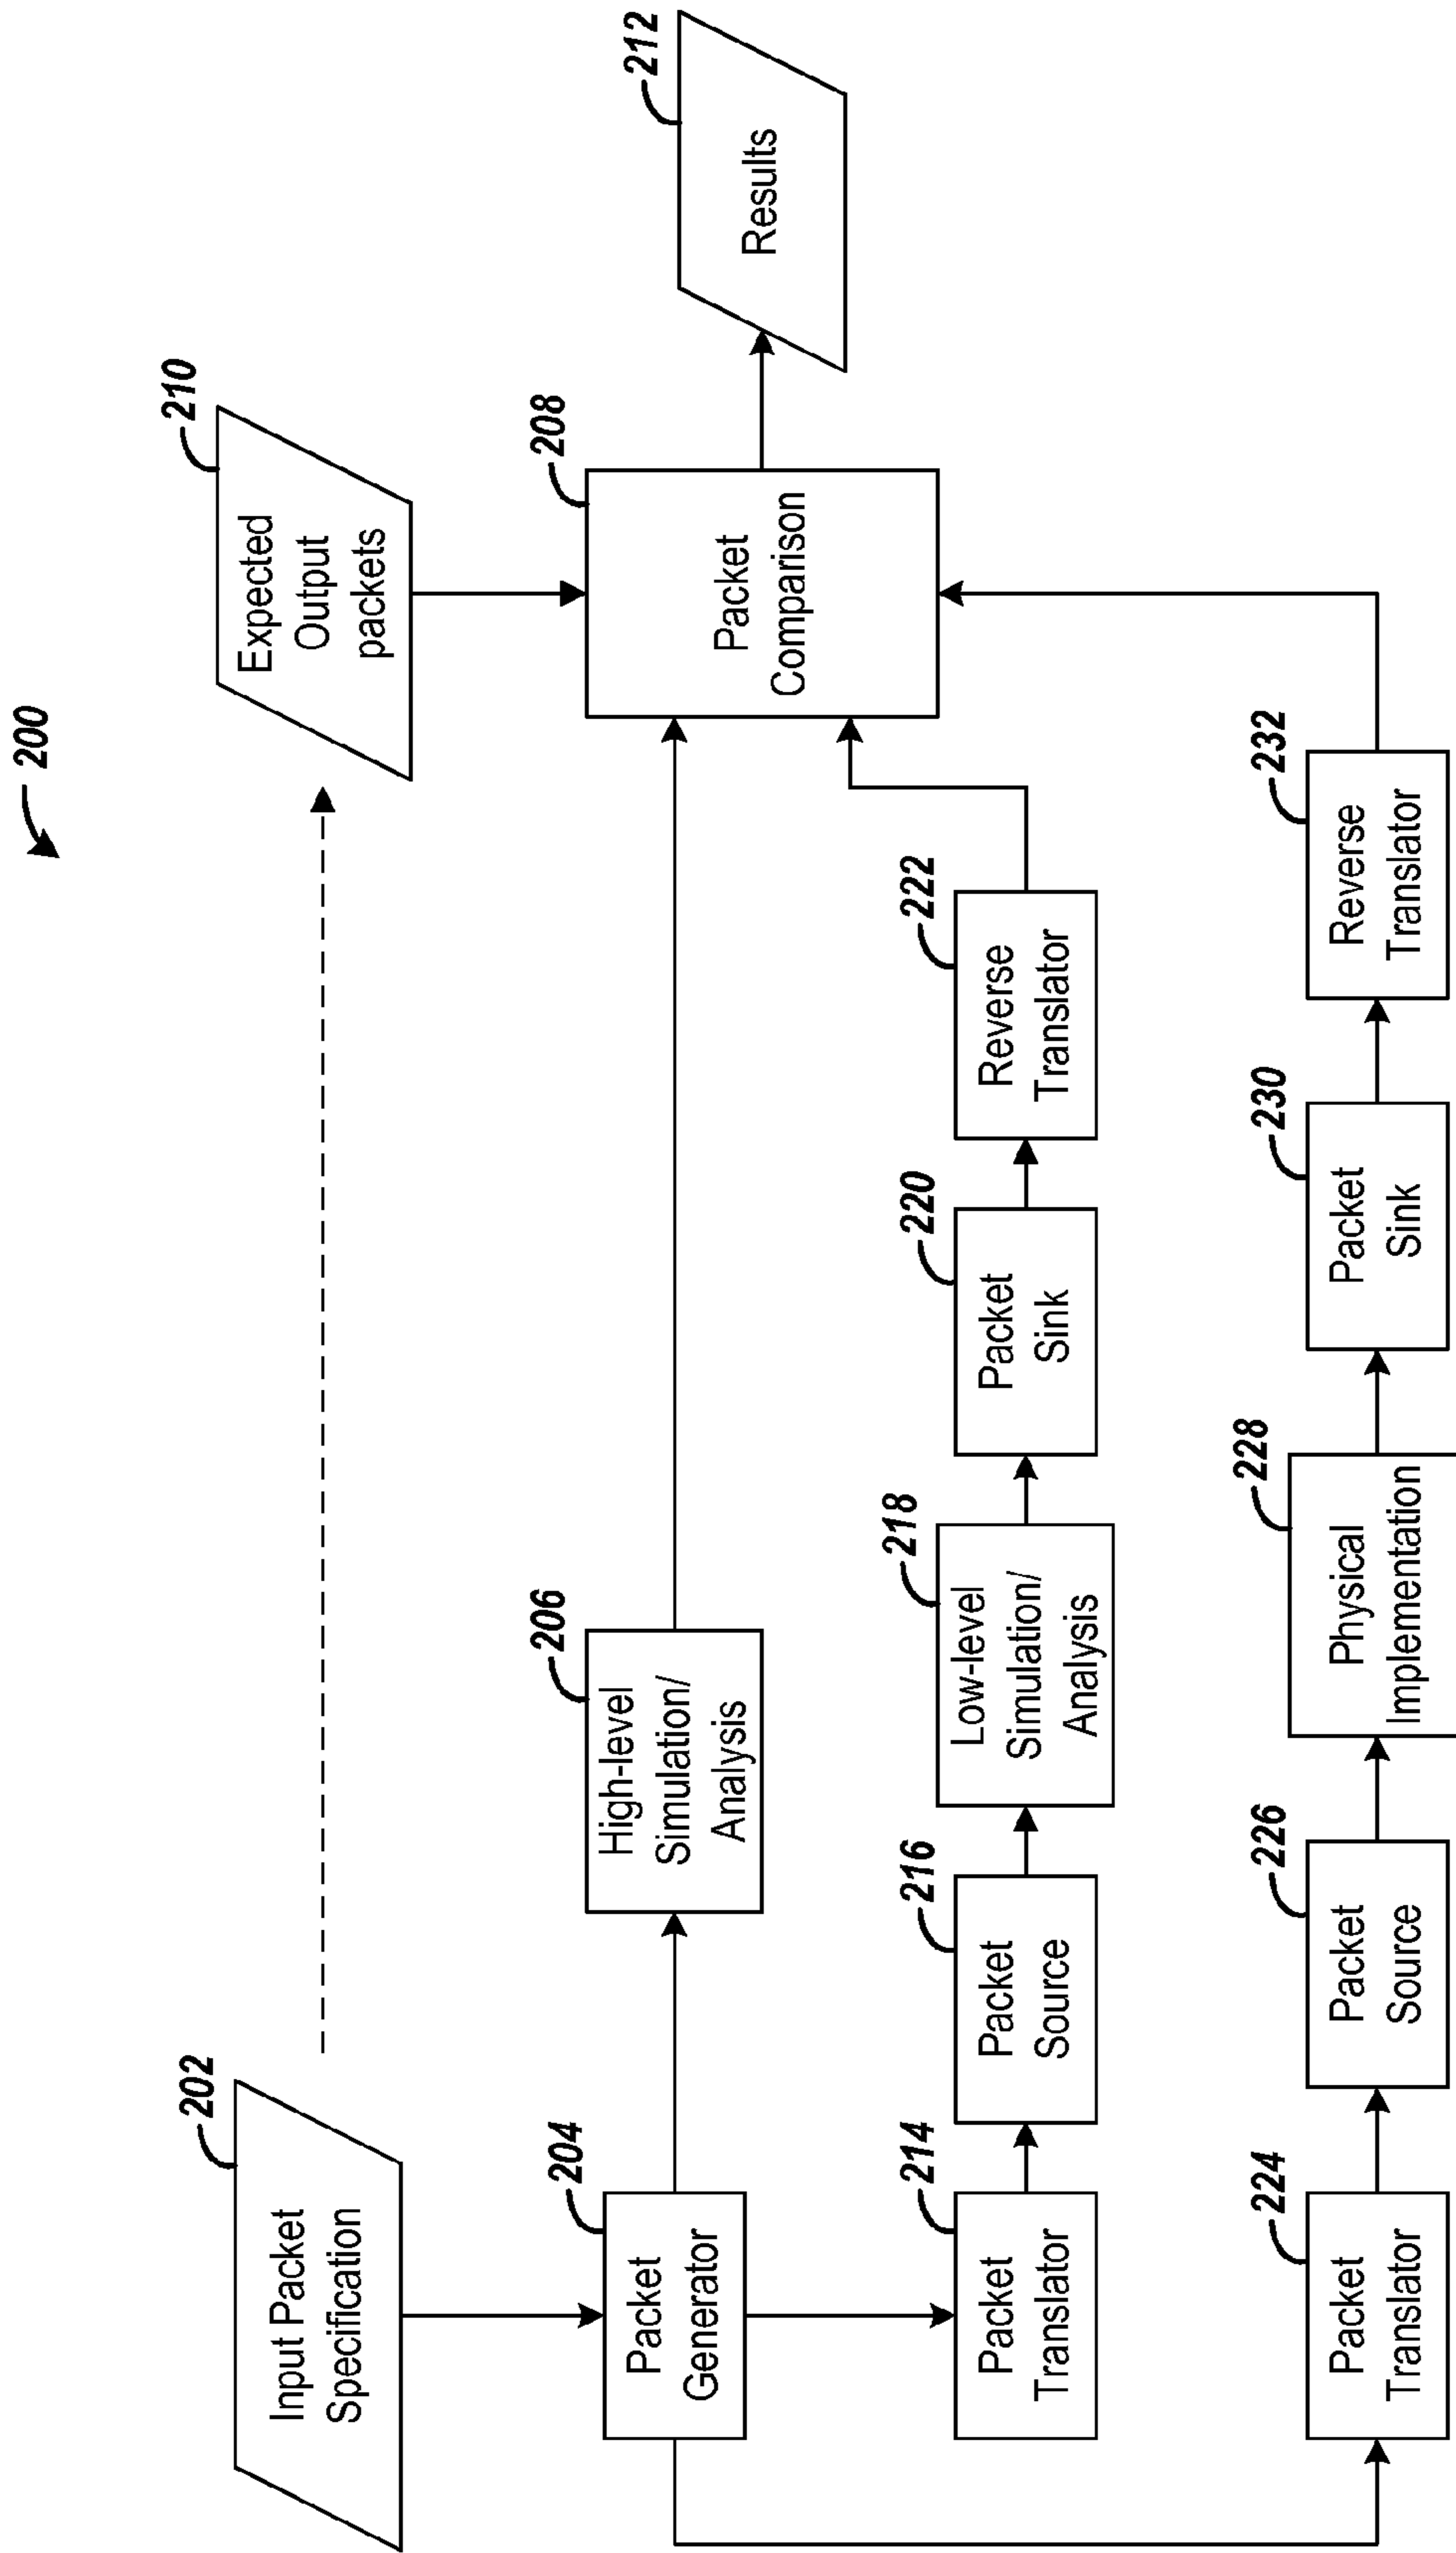 200
202
Input Packet
Specification
210
Expected
Output
packets
204
Packet
Generator
206
High-level
Simulation/
Analysis
208
Packet
Comparison
212
Results
214
Packet
Translator
216
Packet
Source
218
Low-level
Simulation/
Analysis
220
Packet
Sink
222
Reverse
Translator
224
Packet
Translator
226
Packet
Source
228
Physical
Implementation
230
Packet
Sink
232
Reverse
Translator